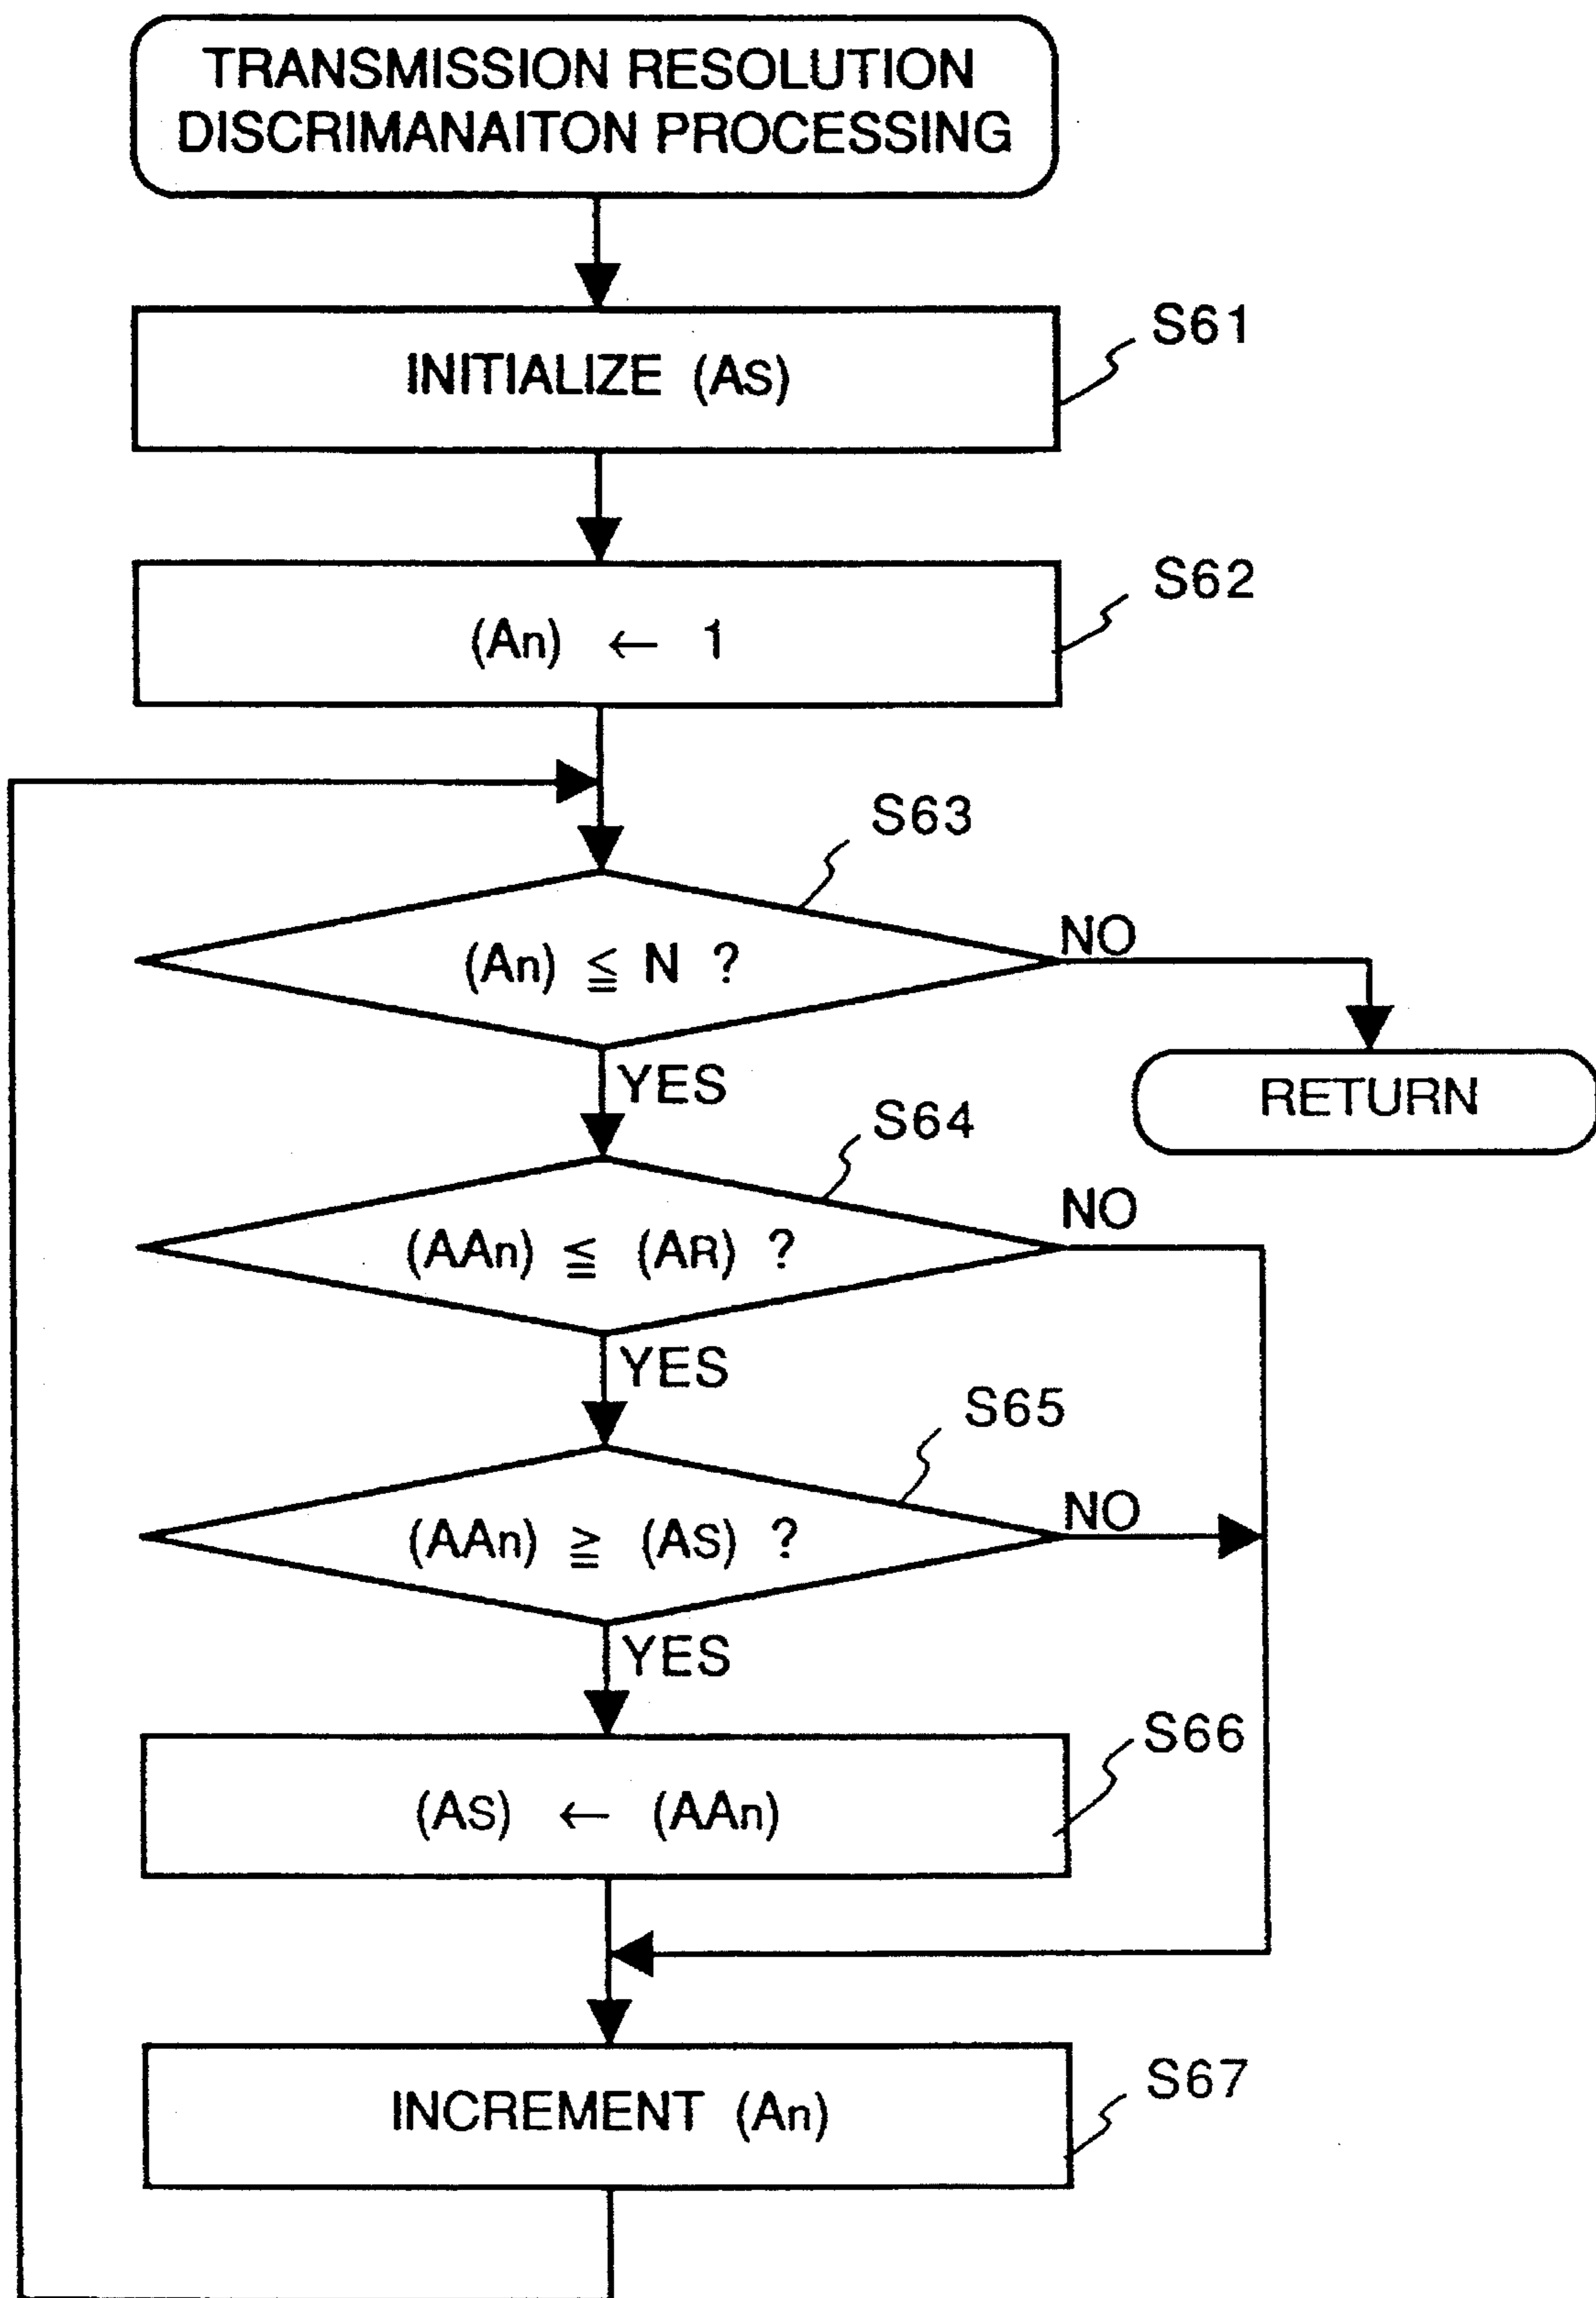 TRANSMISSION RESOLUTION
DISCRIMANAITON PROCESSING
INITIALIZE (AS)
S61
(An) ← 1
S62
S63
(An) ≦ N ?
NO
YES
RETURN
S64
(AAn) ≦ (AR) ?
NO
YES
S65
(AAn) ≧ (AS) ?
NO
YES
S66
(AS) ← (AAn)
S67
INCREMENT (An)